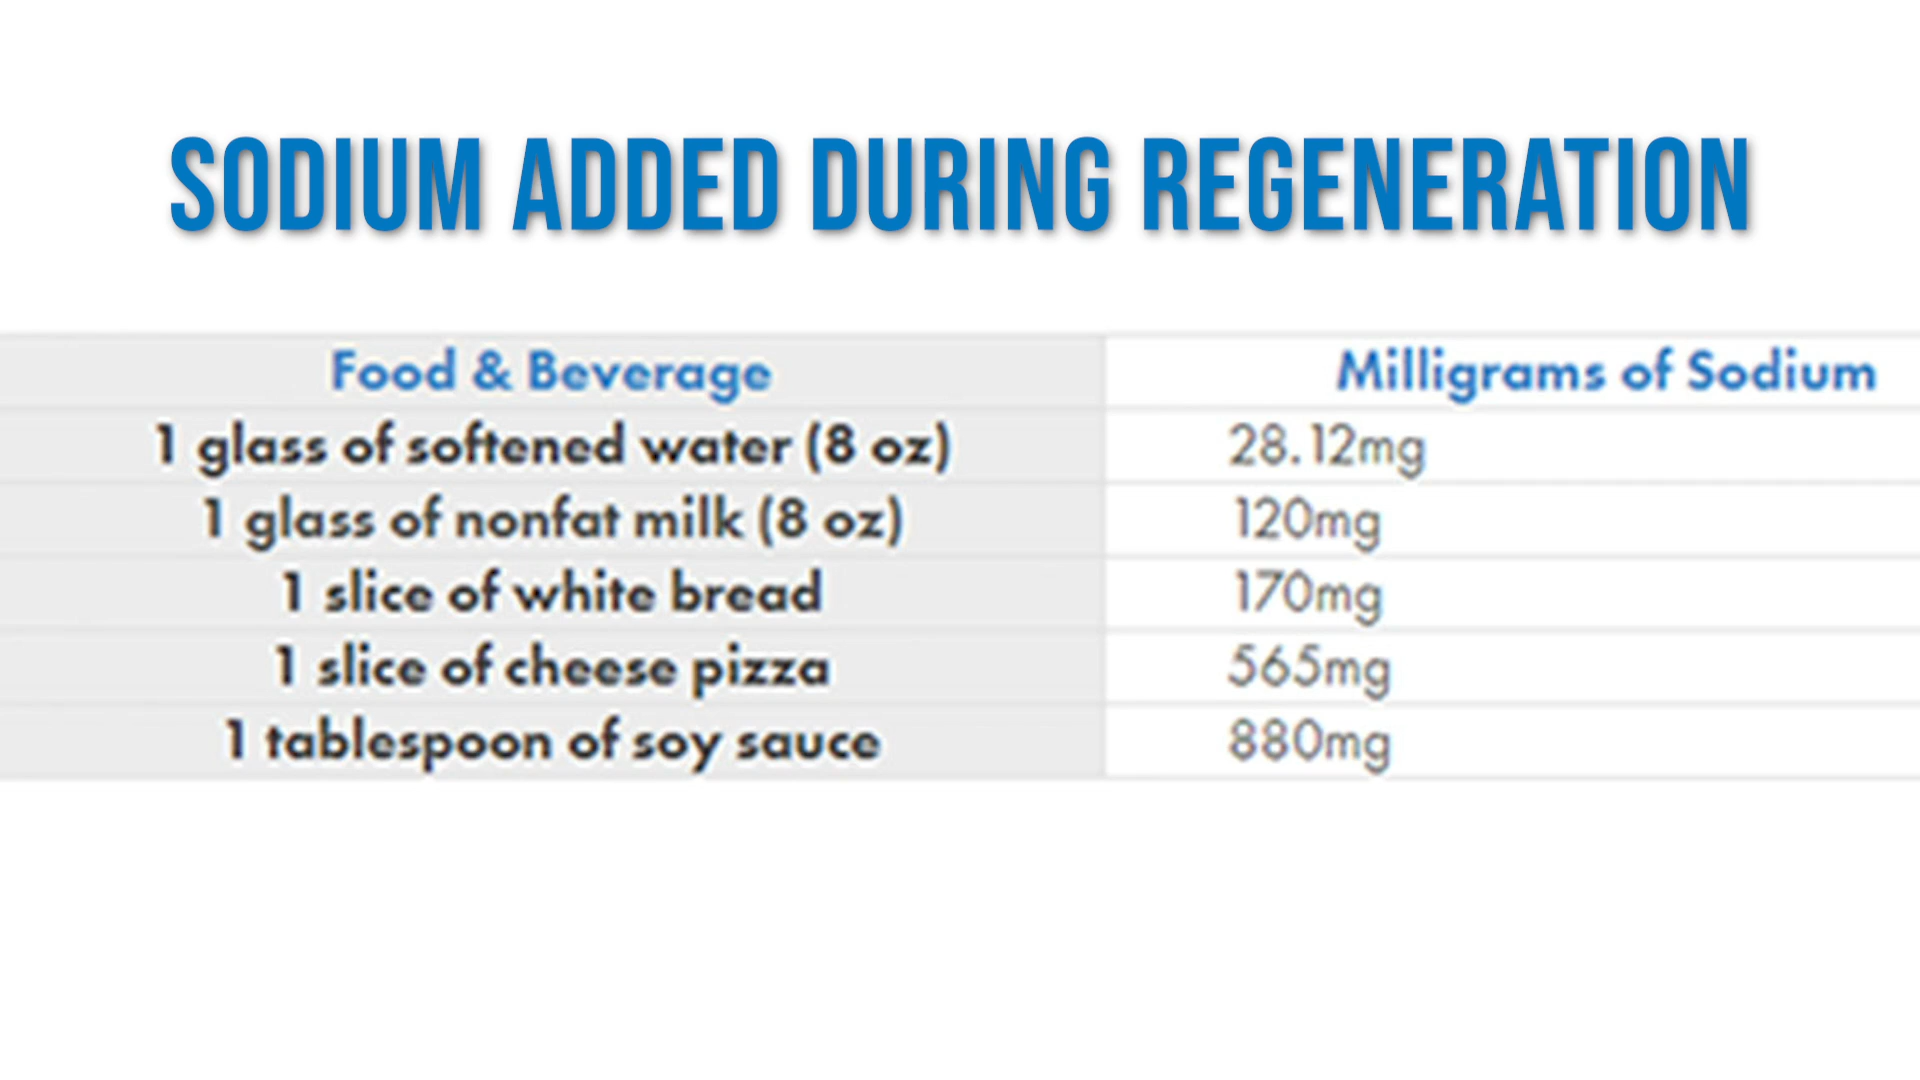 SODIUM ADDED DURING REGENERATION
Food & Beverage Milligrams of Sodium
1 glass of softened water (8 oz) 28.12mg
1 glass of nonfat milk (8 oz) 120mg
1 slice of white bread 170mg
1 slice of cheese pizza 565mg
1 tablespoon of soy sauce 880mg